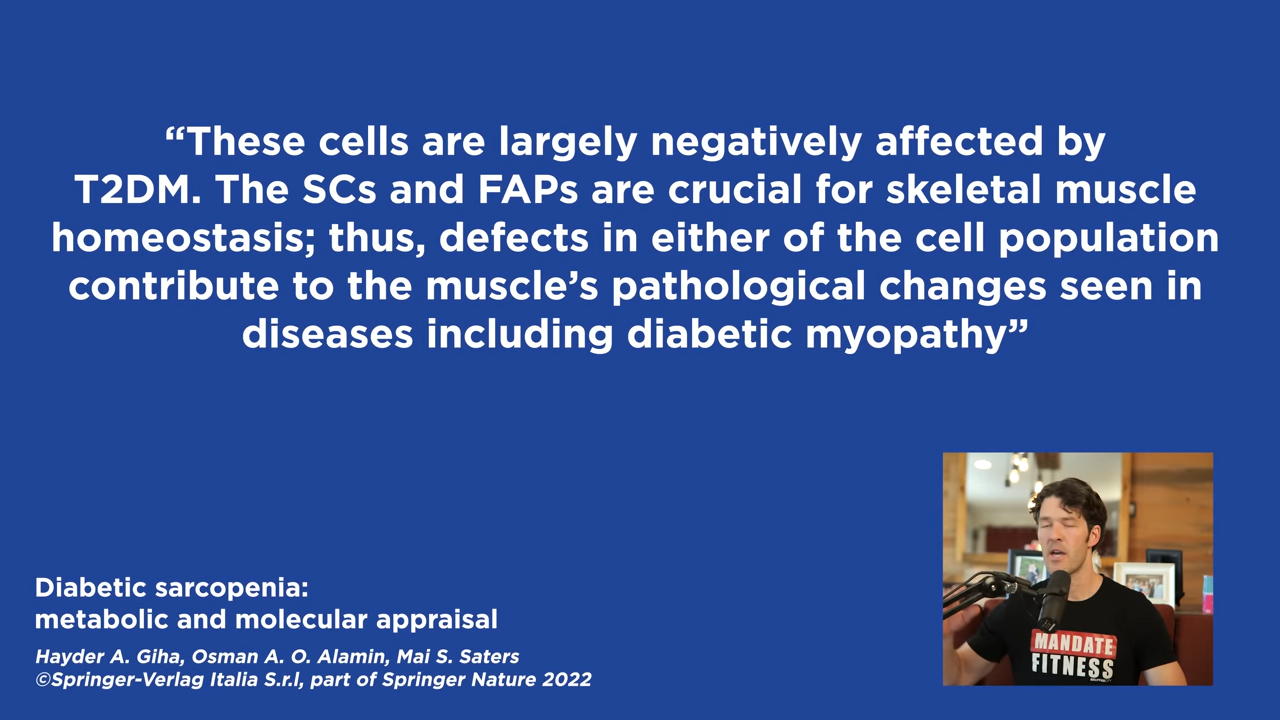 “These cells are largely negatively affected by
T2DM. The SCs and FAPs are crucial for skeletal muscle
homeostasis; thus, defects in either of the cell population
contribute to the muscle’s pathological changes seen in
diseases including diabetic myopathy”
Diabetic sarcopenia:
metabolic and molecular appraisal
Hayder A. Giha, Osman A. O. Alamin, Mai S. Saters
©Springer-Verlag Italia S.r.l, part of Springer Nature 2022
MANDATE
FITNESS